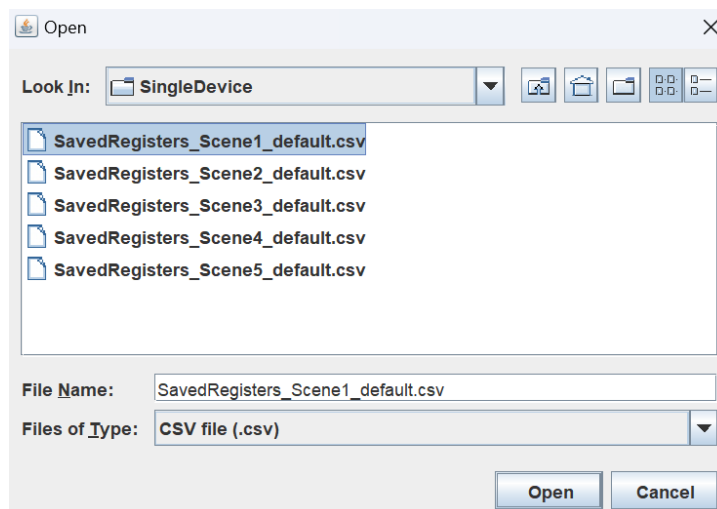 Open
Look In: SingleDevice
SavedRegisters_Scene1_default.csv
SavedRegisters_Scene2_default.csv
SavedRegisters_Scene3_default.csv
SavedRegisters_Scene4_default.csv
SavedRegisters_Scene5_default.csv
File Name: SavedRegisters_Scene1_default.csv
Files of Type: CSV file (.csv)
Open Cancel